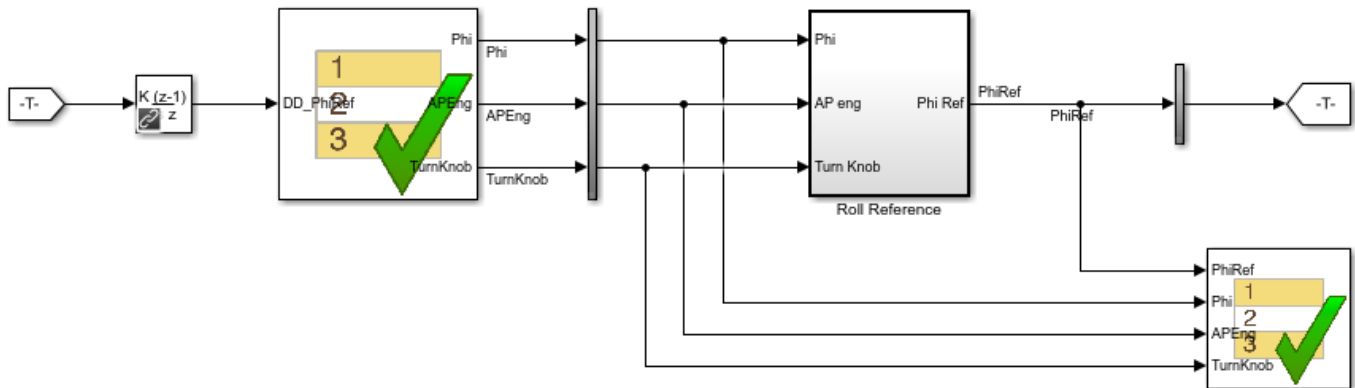 -T-
K (z-1)
z
DD_PhiRef
1
2
3
Phi
APEng
TurnKnob
Phi
APEng
TurnKnob
Phi
AP eng
Turn Knob
Phi Ref
Roll Reference
PhiRef
PhiRef
-T-
PhiRef
Phi
APEng
TurnKnob
1
2
3